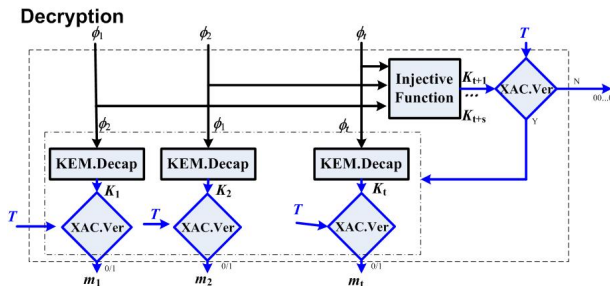 Decryption
ϕ1 ϕ2 ϕt T
Injective Function
Kt+1
...
Kt+s
XAC.Ver
N
Y
ϕ2 ϕ1 ϕt
KEM.Decap KEM.Decap KEM.Decap
K1 K2 Kt
T XAC.Ver T XAC.Ver T XAC.Ver
0/1 0/1 0/1
m1 m2 mt